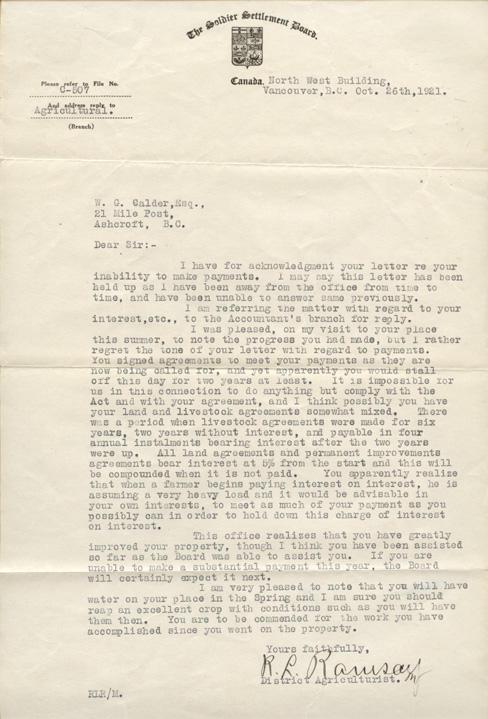 The Soldier Settlement Board.
Canada.
North West Building,
Vancouver,B.C. Oct. 26th,1921.
Please refer to File No.
C-507
And address reply to
Agricultural.
(Branch)
W. G. Calder,Esq.,
21 Mile Post,
Ashcroft, B.C.
Dear Sir:-
I have for acknowledgment your letter re your
inability to make payments. I may say this letter has been
held up as I have been away from the office from time to
time, and have been unable to answer same previously.
I am referring the matter with regard to your
interest,etc., to the Accountant's branch for reply.
I was pleased, on my visit to your place
this summer, to note the progress you had made, but I rather
regret the tone of your letter with regard to payments.
You signed agreements to meet your payments as they are
now being called for, and yet apparently you would stall
off this day for two years at least. It is impossible for
us in this connection to do anything but comply with the
Act and with your agreement, and I think possibly you have
your land and livestock agreements somewhat mixed. There
was a period when livestock agreements were made for six
years, two years without interest, and payable in four
annual instalments bearing interest after the two years
were up. All land agreements and permanent improvements
agreements bear interest at 5% from the start and this will
be compounded when it is not paid. You apparently realize
that when a farmer begins paying interest on interest, he is
assuming a very heavy load and it would be advisable in
your own interests, to meet as much of your payment as you
possibly can in order to hold down this charge of interest
on interest.
This office realizes that you have greatly
improved your property, though I think you have been assisted
so far as the Board was able to assist you. If you are
unable to make a substantial payment this year, the Board
will certainly expect it next.
I am very pleased to note that you will have
water on your place in the Spring and I am sure you should
reap an excellent crop with conditions such as you will have
them then. You are to be commended for the work you have
accomplished since you went on the property.
Yours faithfully,
R. L. Ramsay
District Agriculturist.
RLR/M.